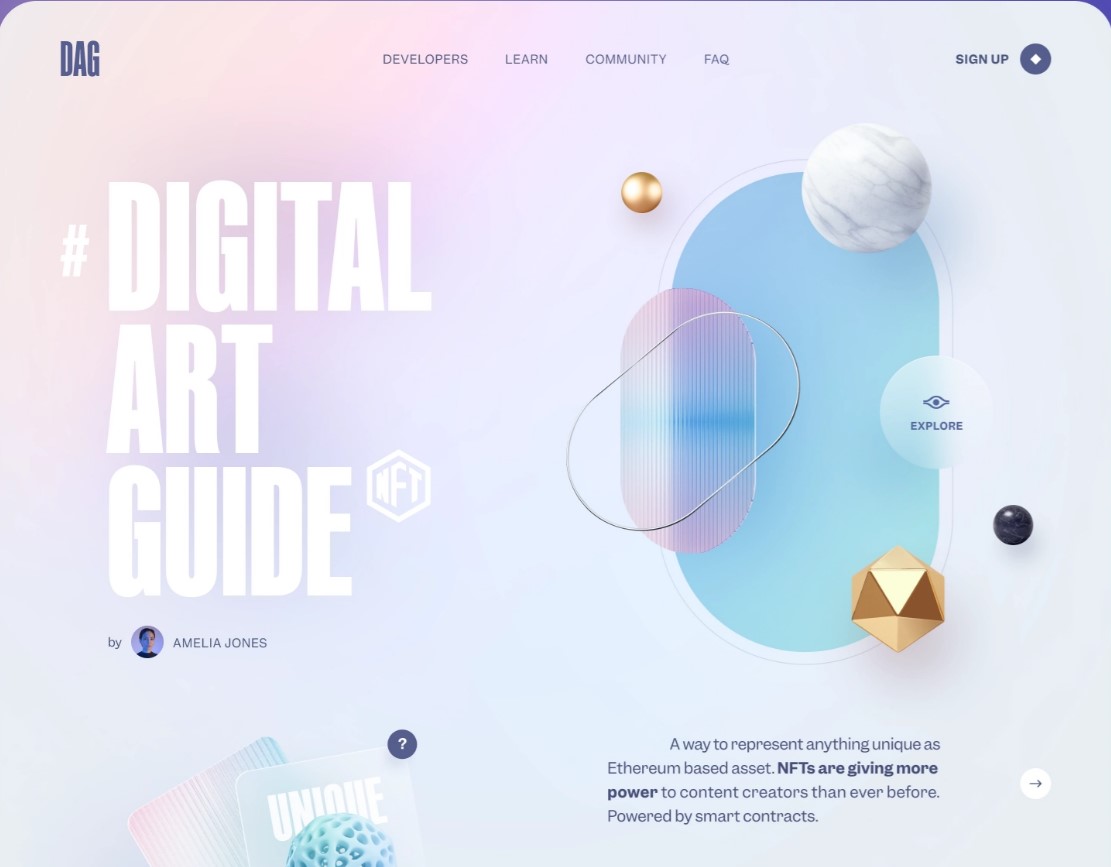 DAG
DEVELOPERS
LEARN
COMMUNITY
FAQ
SIGN UP
#
DIGITAL
ART
GUIDE
NFT
by AMELIA JONES
EXPLORE
?
UNIQUE
A way to represent anything unique as
Ethereum based asset. NFTs are giving more
power to content creators than ever before.
Powered by smart contracts.
→